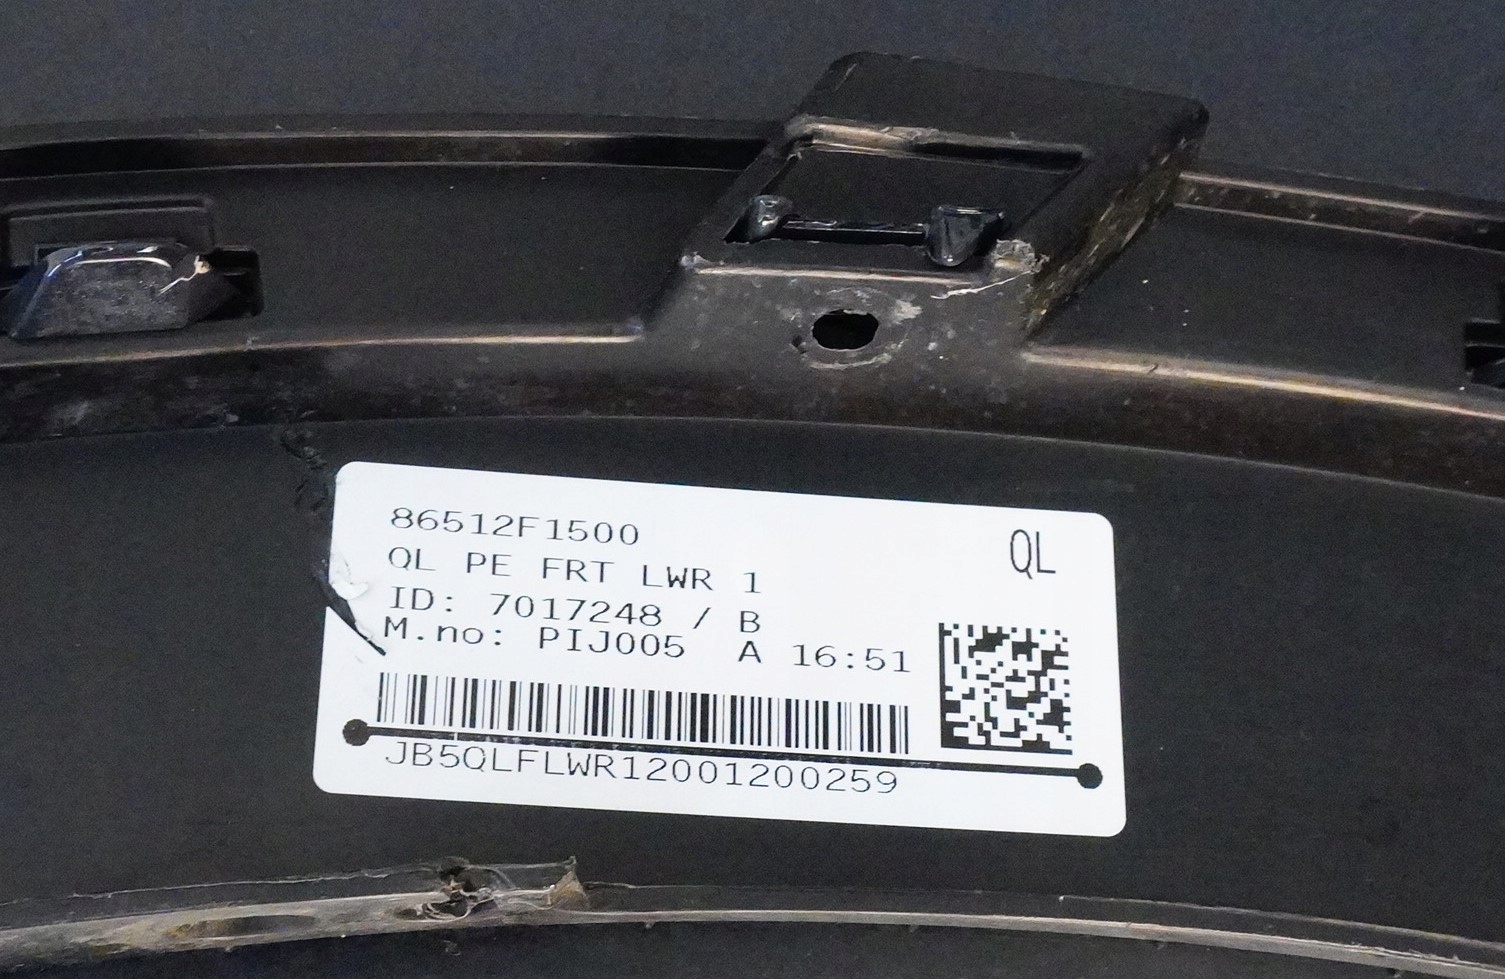 86512F1500
QL
QL PE FRT LWR 1
ID: 7017248 / B
M.no: PIJ005 A 16:51
JB5QLFLWR12001200259